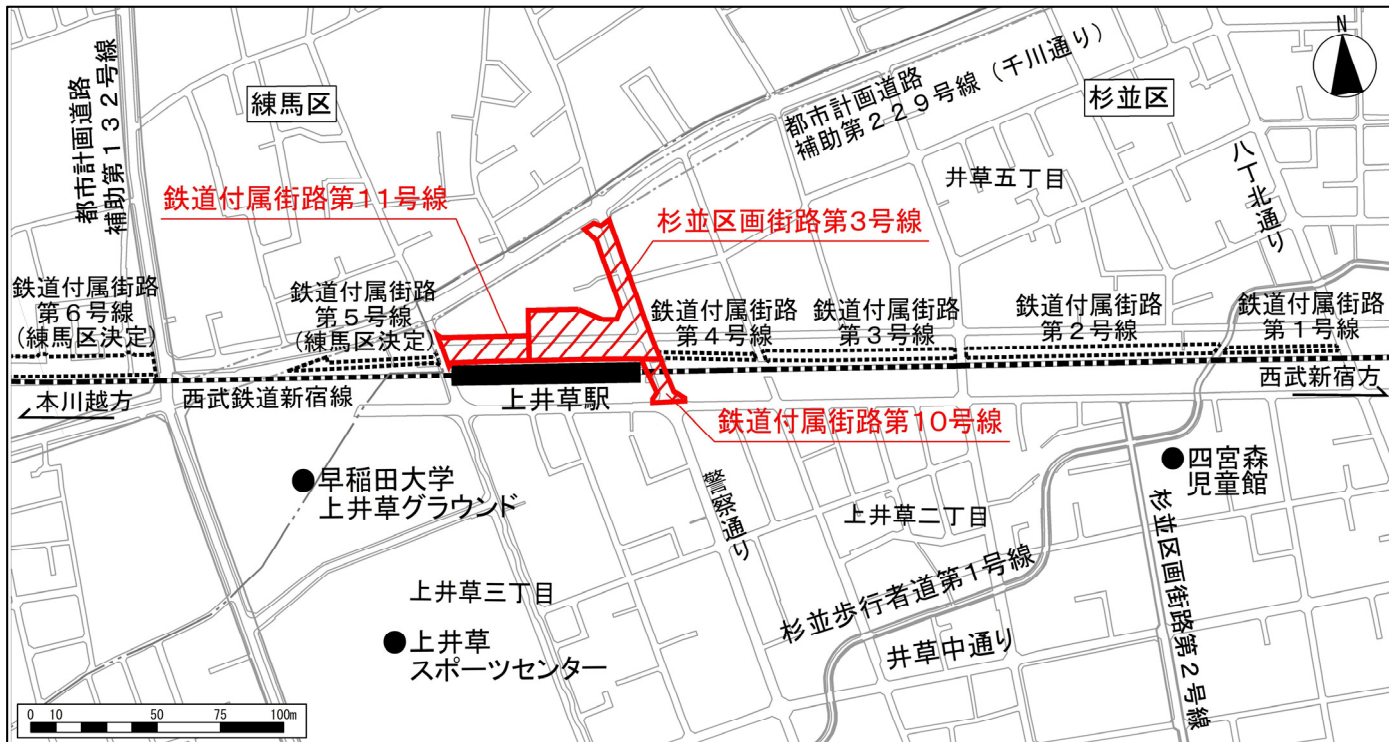 都市計画道路
補助第132号線
練馬区
都市計画道路
補助第229号線(千川通り)
杉並区
N
八丁北通り
井草五丁目
鉄道付属街路第11号線
杉並区画街路第3号線
鉄道付属街路
第6号線
(練馬区決定)
鉄道付属街路
第5号線
(練馬区決定)
鉄道付属街路
第4号線
鉄道付属街路
第3号線
鉄道付属街路
第2号線
鉄道付属街路
第1号線
本川越方
西武鉄道新宿線
上井草駅
西武新宿方
鉄道付属街路第10号線
早稲田大学
上井草グラウンド
警察通り
上井草二丁目
四宮森
児童館
上井草三丁目
杉並歩行者道第1号線
杉並区画街路第2号線
上井草
スポーツセンター
井草中通り
0 10 50 75 100m